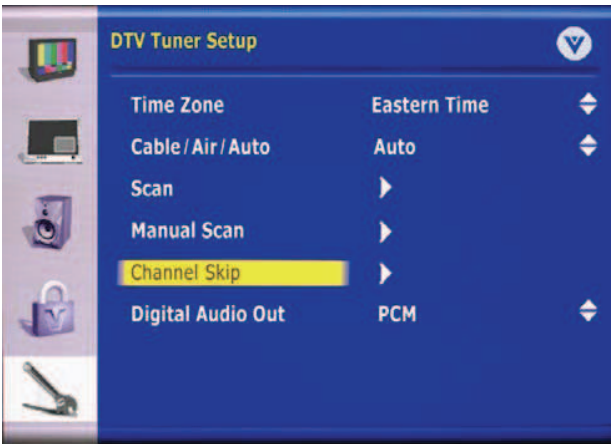 DTV Tuner Setup
Time Zone Eastern Time
Cable/Air/Auto Auto
Scan
Manual Scan
Channel Skip
Digital Audio Out PCM